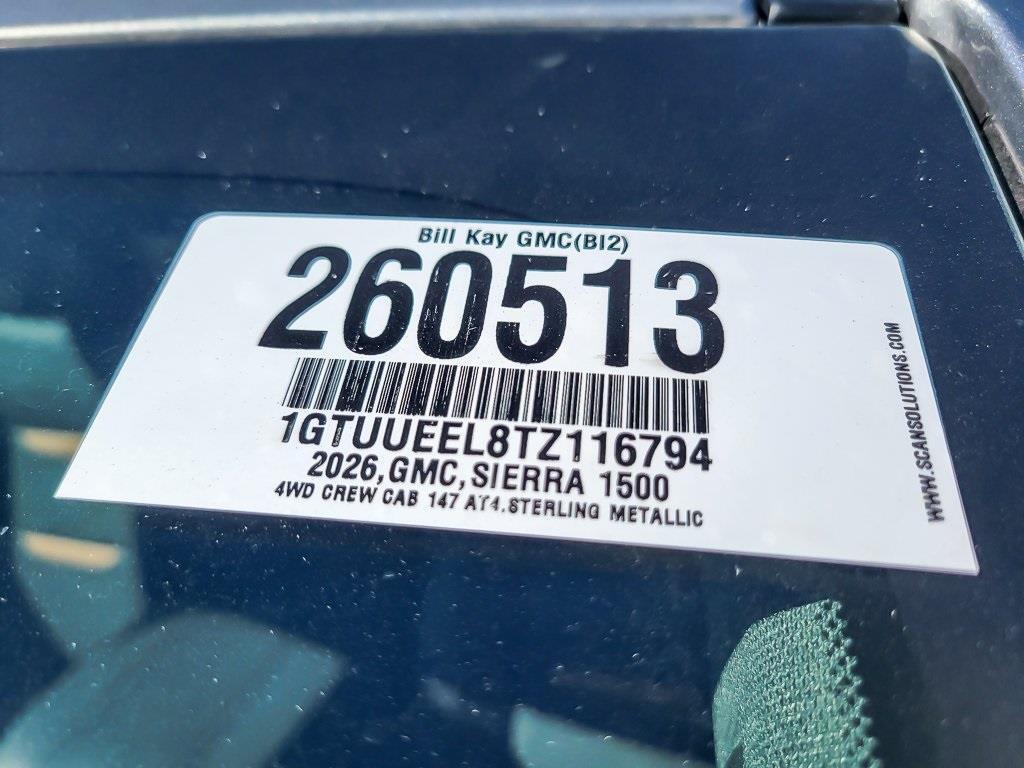 Bill Kay GMC(BI2)
260513
1GTUUEEL8TZ116794
2026,GMC,SIERRA 1500
4WD CREW CAB 147 AT4.STERLING METALLIC
WWW.SCANSOLUTIONS.COM